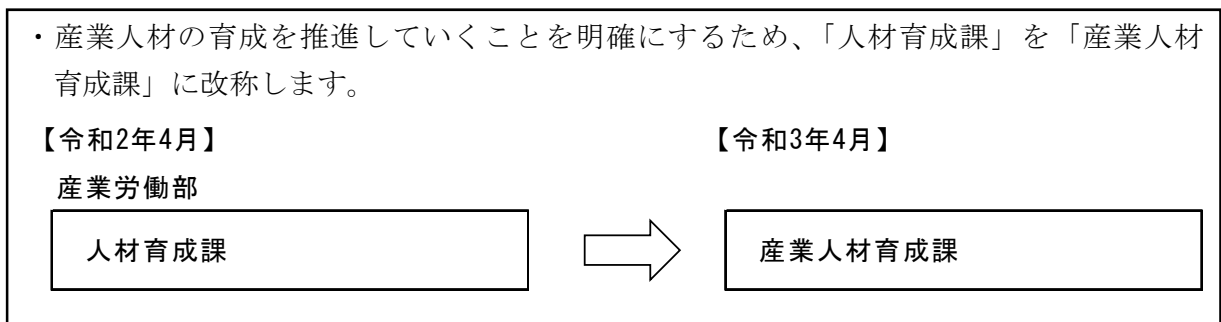 ・産業人材の育成を推進していくことを明確にするため、「人材育成課」を「産業人材
育成課」に改称します。
【令和2年4月】 【令和3年4月】
産業労働部
人材育成課 産業人材育成課